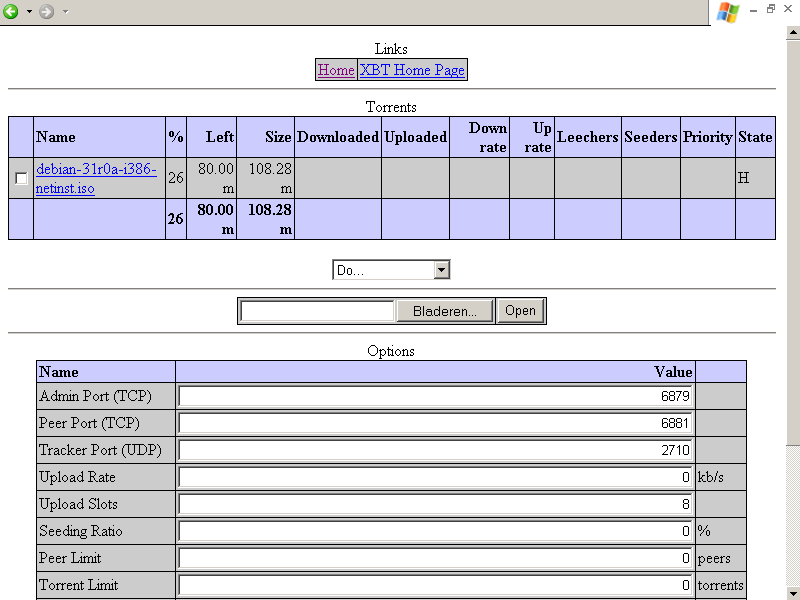 Links
Home XBT Home Page
Torrents
Name % Left Size Downloaded Uploaded Down rate Up rate Leechers Seeders Priority State
debian-31r0a-i386-netinst.iso 26 80.00 m 108.28 m H
26 80.00 m 108.28 m
Do...
Bladeren... Open
Options
Name Value
Admin Port (TCP) 6879
Peer Port (TCP) 6881
Tracker Port (UDP) 2710
Upload Rate 0 kb/s
Upload Slots 8
Seeding Ratio 0 %
Peer Limit 0 peers
Torrent Limit 0 torrents